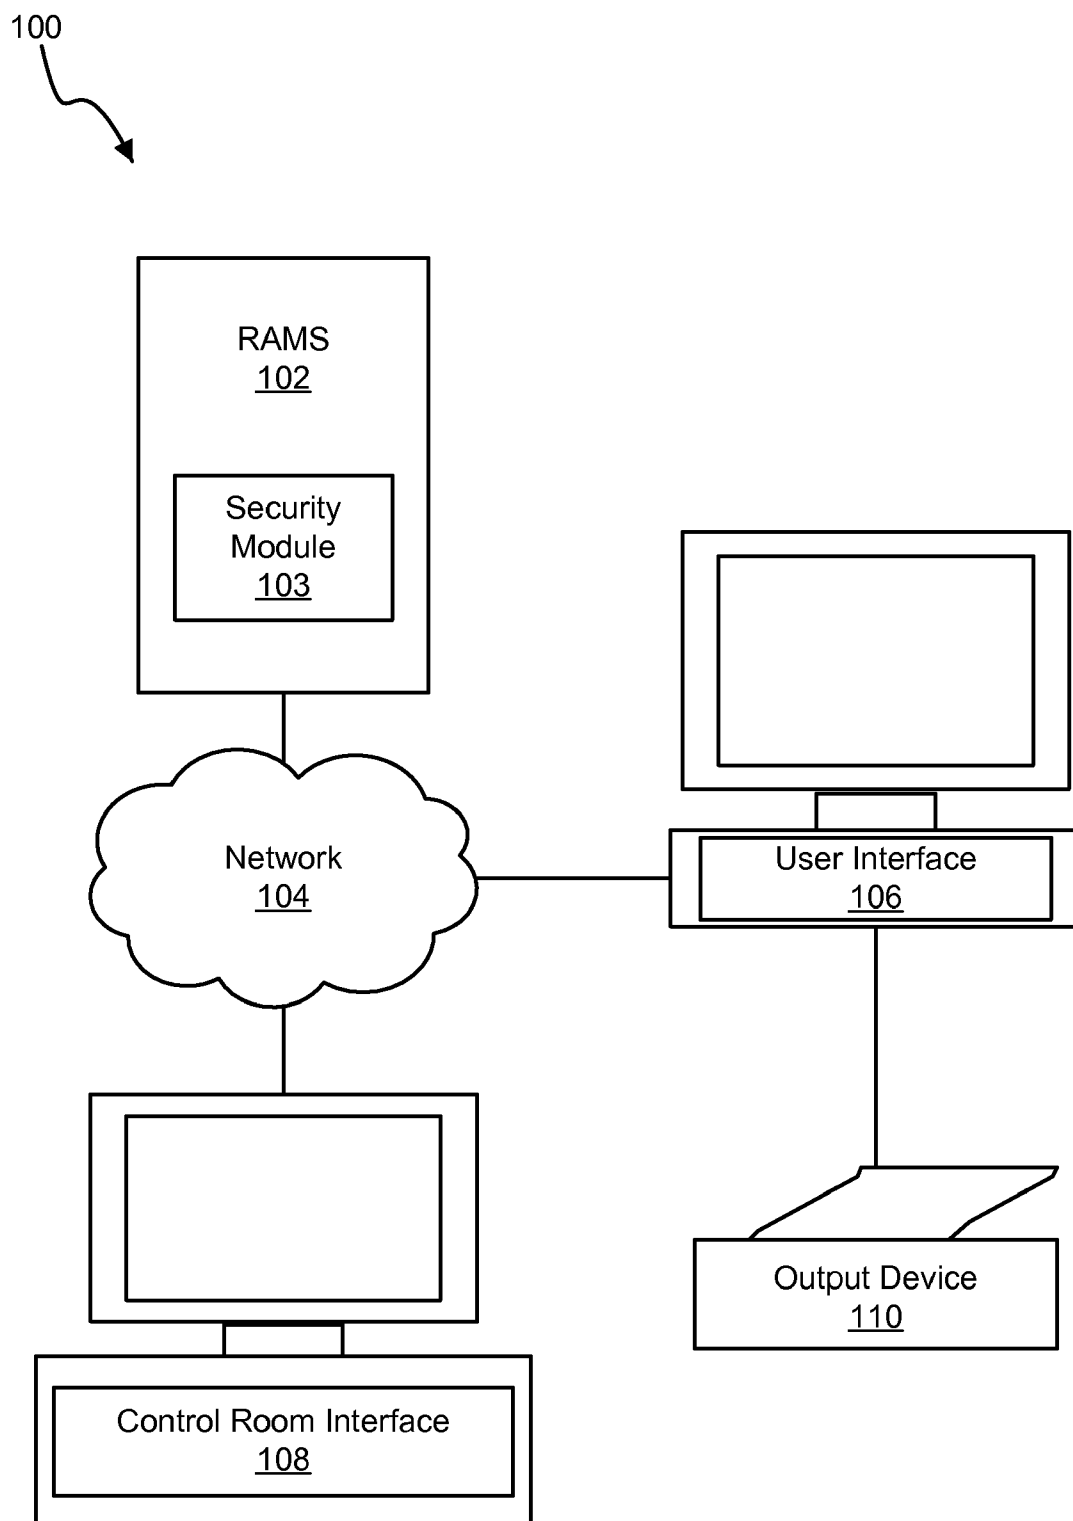 100
RAMS
102
Security
Module
103
Network
104
User Interface
106
Output Device
110
Control Room Interface
108